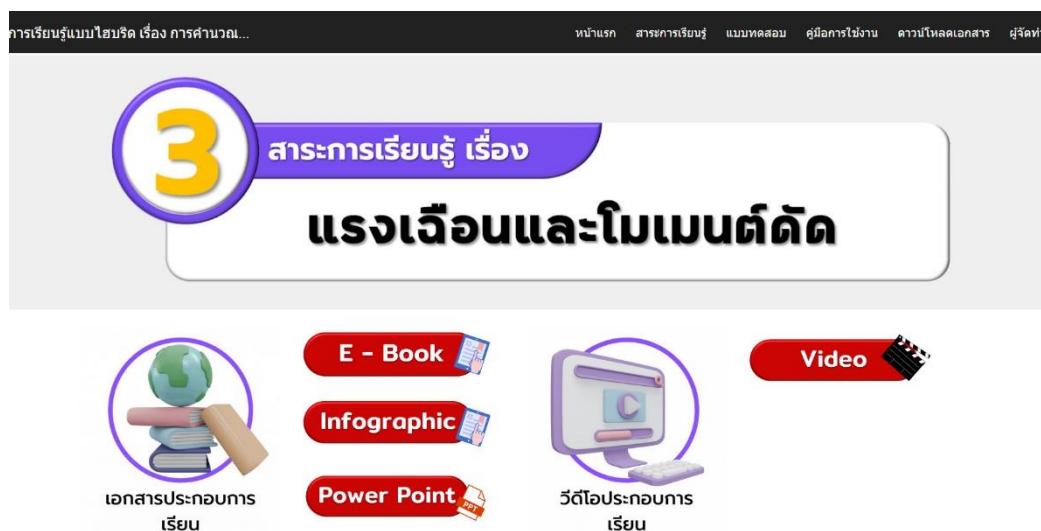 การเรียนรู้แบบไฮบริด เรื่อง การคำนวณ...
หน้าแรก สาระการเรียนรู้ แบบทดสอบ คู่มือการใช้งาน ดาวน์โหลดเอกสาร ผู้จัดทำ
3
สาระการเรียนรู้ เรื่อง
แรงเฉือนและโมเมนต์ดัด
E - Book
Infographic
Power Point
PPT
เอกสารประกอบการ
เรียน
Video
วีดีโอประกอบการ
เรียน